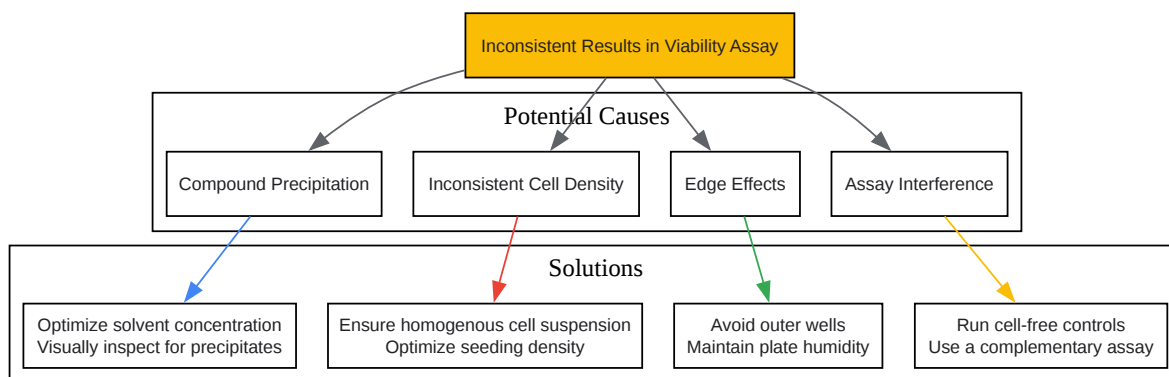 Inconsistent Results in Viability Assay
Potential Causes
Compound Precipitation
Inconsistent Cell Density
Edge Effects
Assay Interference
Solutions
Optimize solvent concentration
Visually inspect for precipitates
Ensure homogenous cell suspension
Optimize seeding density
Avoid outer wells
Maintain plate humidity
Run cell-free controls
Use a complementary assay